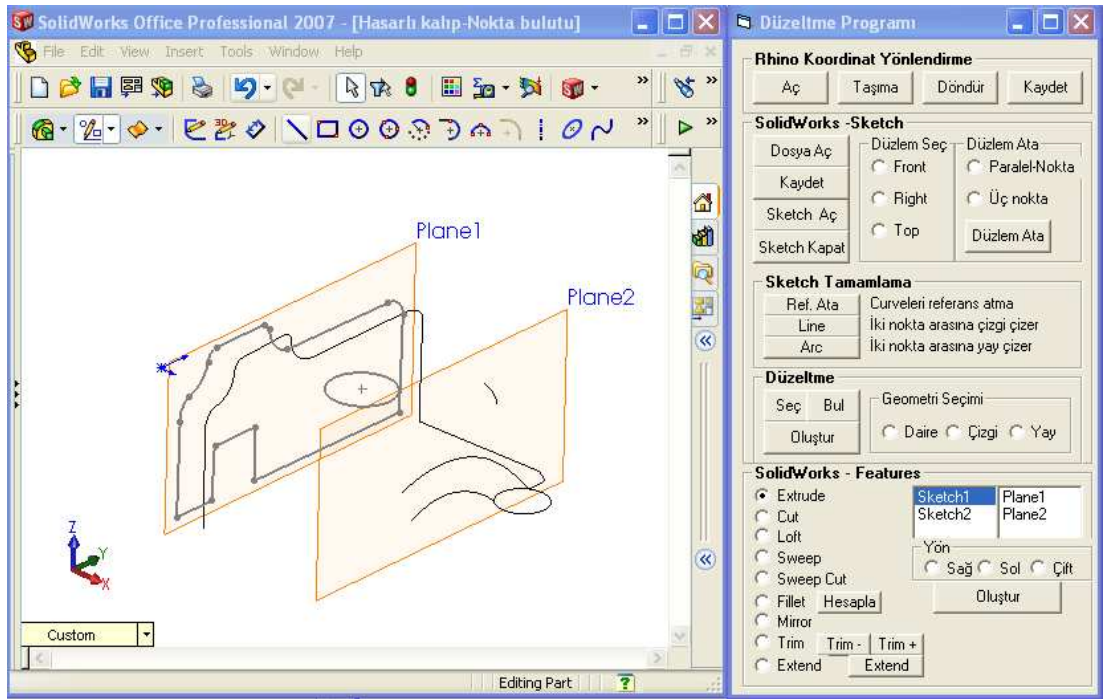 SolidWorks Office Professional 2007 - [Hasarlı kalıp-Nokta bulutu]
File Edit View Insert Tools Window Help
Plane1
Plane2
Z
Y
X
Custom
Editing Part
Düzeltme Programı
Rhino Koordinat Yönlendirme
Aç Taşıma Döndür Kaydet
SolidWorks -Sketch
Dosya Aç
Kaydet
Sketch Aç
Sketch Kapat
Düzlem Seç
Front
Right
Top
Düzlem Ata
Paralel-Nokta
Üç nokta
Düzlem Ata
Sketch Tamamlama
Ref. Ata Curveleri referans atma
Line İki nokta arasına çizgi çizer
Arc İki nokta arasına yay çizer
Düzeltme
Seç Bul
Oluştur
Geometri Seçimi
Daire Çizgi Yay
SolidWorks - Features
Extrude
Cut
Loft
Sweep
Sweep Cut
Fillet Hesapla
Mirror
Trim Trim - Trim +
Extend Extend
Sketch1 Plane1
Sketch2 Plane2
Yön
Sağ Sol Çift
Oluştur